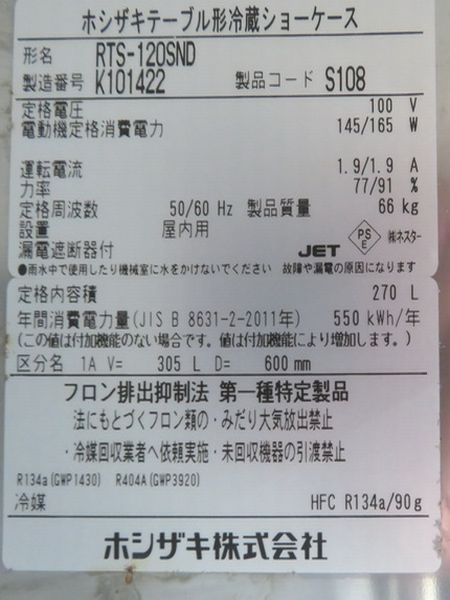 ホシザキテーブル形冷蔵ショーケース
形名 RTS-120SND
製造番号 K101422 製品コード S108
定格電圧 100 V
電動機定格消費電力 145/165 W
運転電流 1.9/1.9 A
力率 77/91 %
定格周波数 50/60 Hz 製品質量 66 kg
設置 屋内用
漏電遮断器付 JET PSE ㈱ネスター
●雨水中で使用したり機械室に水をかけないでください 故障や漏電の原因になります
定格内容積 270 L
年間消費電力量(JIS B 8631-2-2011年) 550 kWh/年
(この値は付加機能のない場合です。値は付加機能により増加します。)
区分名 1A V= 305 L D= 600 mm
フロン排出抑制法 第一種特定製品
法にもとづくフロン類の・みだり大気放出禁止
・冷媒回収業者へ依頼実施・未回収機器の引渡禁止
R134a(GWP1430) R404A(GWP3920)
冷媒 HFC R134a/90g
ホシザキ株式会社